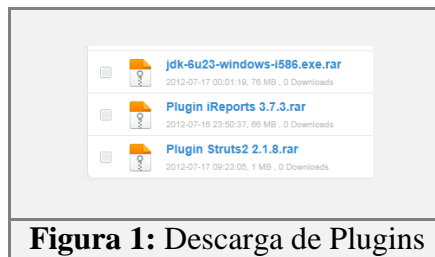 jdk-6u23-windows-i586.exe.rar
2012-07-17 00:01:19, 76 MB , 0 Downloads
Plugin iReports 3.7.3.rar
2012-07-16 23:50:37, 66 MB , 0 Downloads
Plugin Struts2 2.1.8.rar
2012-07-17 09:23:05, 1 MB , 0 Downloads
Figura 1: Descarga de Plugins